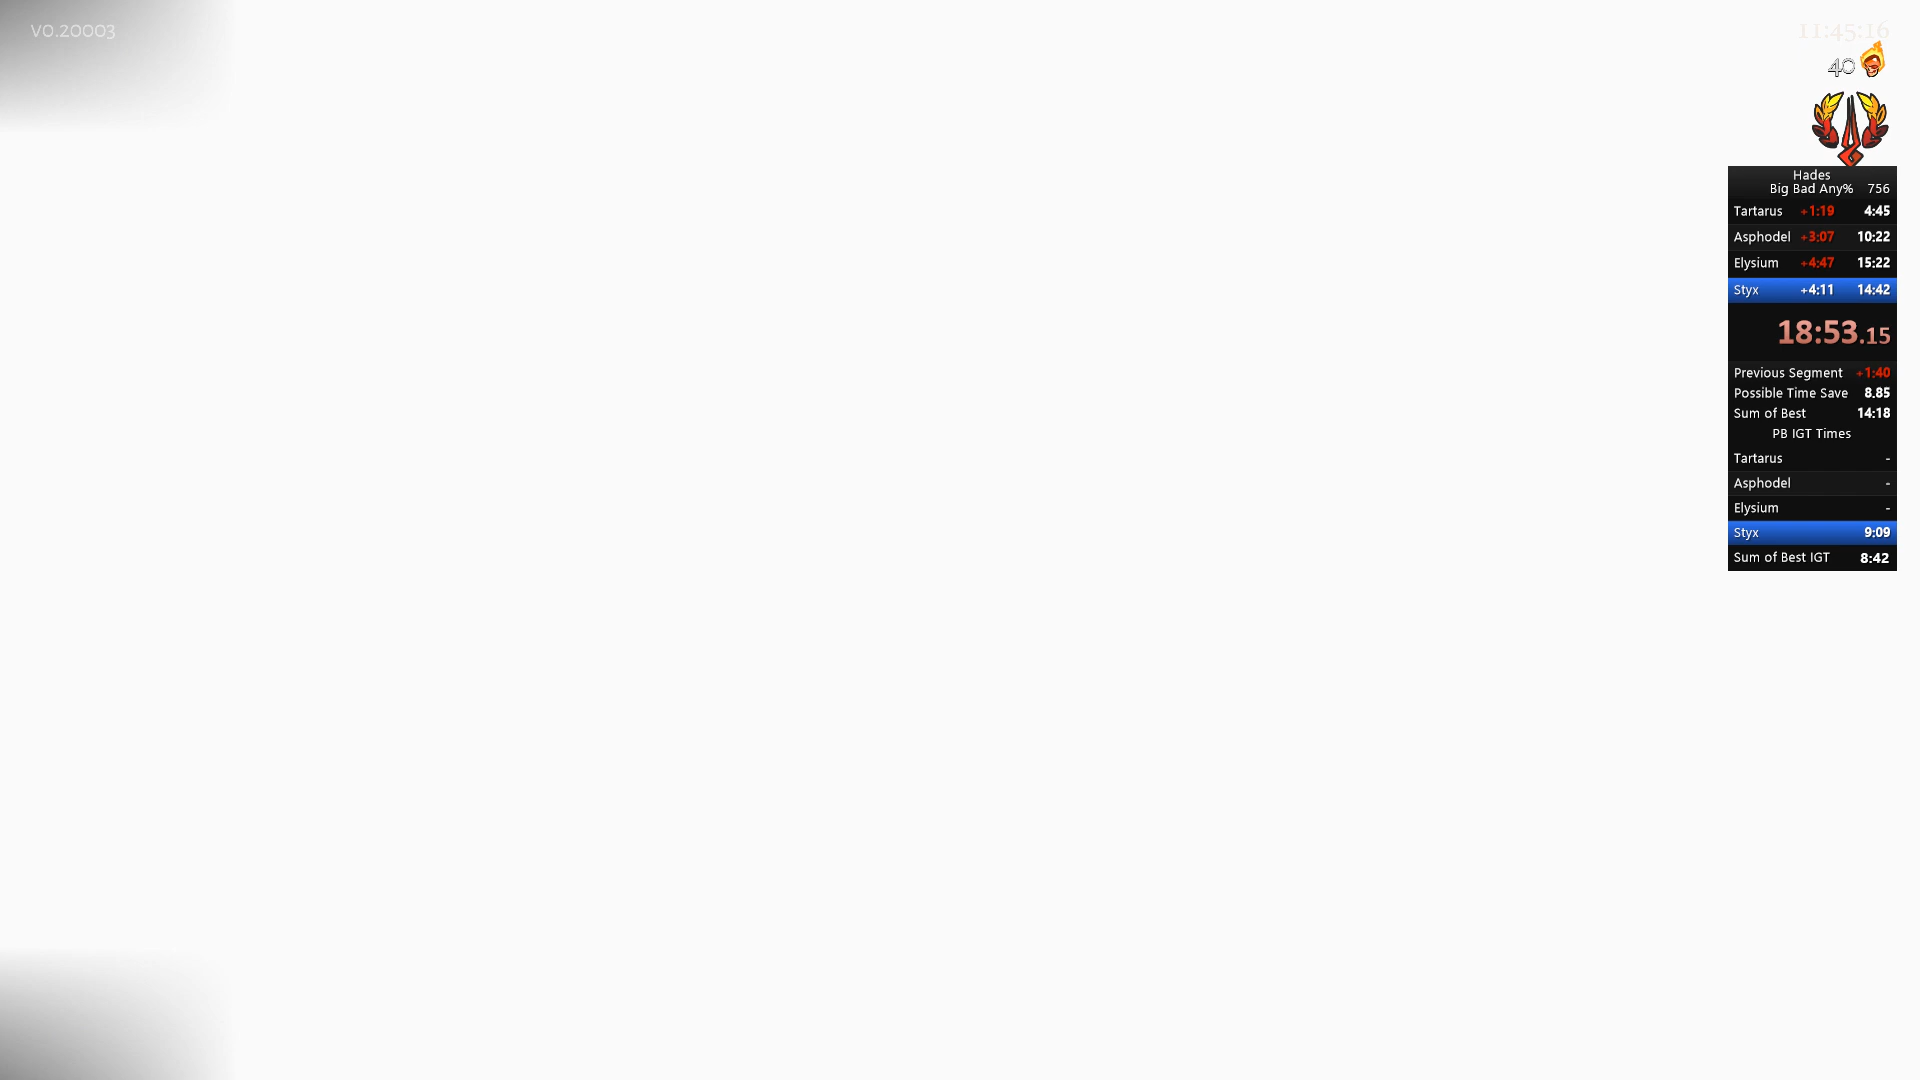 vo.20003
11:45:16
40
Hades
Big Bad Any% 756
Tartarus +1:19 4:45
Asphodel +3:07 10:22
Elysium +4:47 15:22
Styx +4:11 14:42
18:53.15
Previous Segment +1:40
Possible Time Save 8.85
Sum of Best 14:18
PB IGT Times
Tartarus -
Asphodel -
Elysium -
Styx 9:09
Sum of Best IGT 8:42